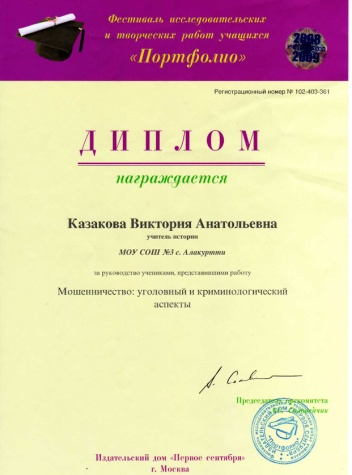 Фестиваль исследовательских
и творческих работ учащихся
«Портфолио»
2008
2009
Регистрационный номер № 102-403-361
ДИПЛОМ
награждается
Казакова Виктория Анатольевна
учитель истории
МОУ СОШ №3 с. Алакуртти
за руководство учениками, представившими работу
Мошенничество: уголовный и криминологический
аспекты
Председатель оргкомитета
Издательский дом "Первое сентября"
г. Москва